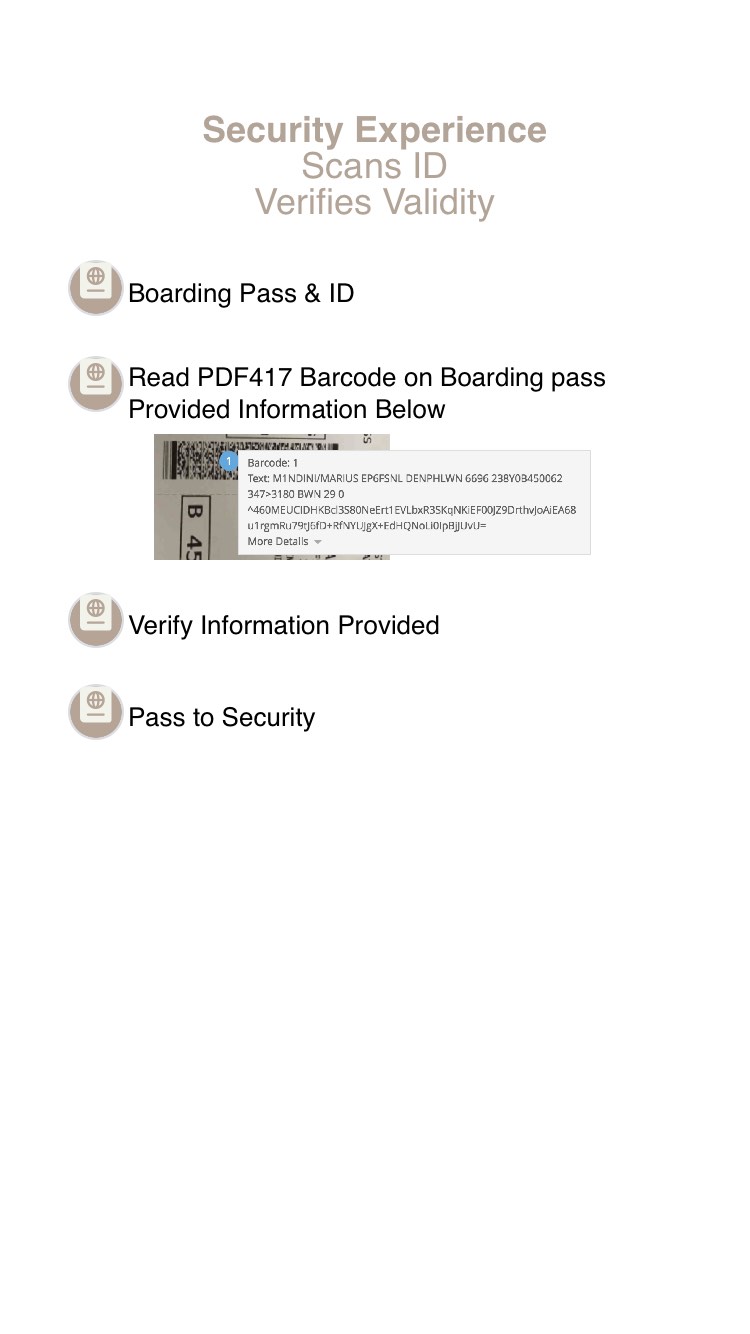 Security Experience
Scans ID
Verifies Validity
Boarding Pass & ID
Read PDF417 Barcode on Boarding pass
Provided Information Below
1
Barcode: 1
Text: M1NDINI/MARIUS EP6FSNL DENPHLWN 6696 238Y0B450062
347>3180 BWN 29 0
^460MEUCIDHKBcl3S80NeErt1EVLbxR3SKqNKiEF00JZ9DrthvJoAiEA68
u1rgmRu79tJ6fD+RfNYUJgX+EdHQNoLi0IpBjJUvU=
More Details
B 45
Verify Information Provided
Pass to Security